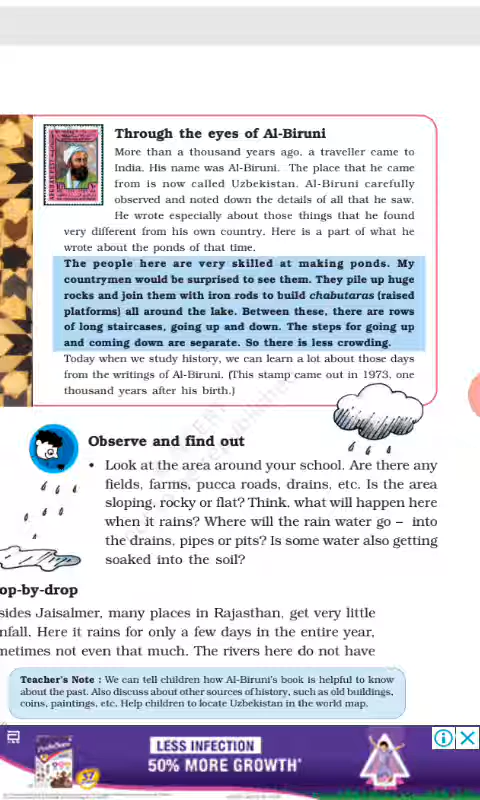 Through the eyes of Al-Biruni
More than a thousand years ago, a traveller came to
India. His name was Al-Biruni. The place that he came
from is now called Uzbekistan. Al-Biruni carefully
observed and noted down the details of all that he saw.
He wrote especially about those things that he found
very different from his own country. Here is a part of what he
wrote about the ponds of that time.
The people here are very skilled at making ponds. My
countrymen would be surprised to see them. They pile up huge
rocks and join them with iron rods to build chabutaras (raised
platforms) all around the lake. Between these, there are rows
of long staircases, going up and down. The steps for going up
and coming down are separate. So there is less crowding.
Today when we study history, we can learn a lot about those days
from the writings of Al-Biruni. (This stamp came out in 1973, one
thousand years after his birth.)
Observe and find out
• Look at the area around your school. Are there any
fields, farms, pucca roads, drains, etc. Is the area
sloping, rocky or flat? Think, what will happen here
when it rains? Where will the rain water go – into
the drains, pipes or pits? Is some water also getting
soaked into the soil?
op-by-drop
sides Jaisalmer, many places in Rajasthan, get very little
nfall. Here it rains for only a few days in the entire year,
metimes not even that much. The rivers here do not have
Teacher's Note : We can tell children how Al-Biruni's book is helpful to know
about the past. Also discuss about other sources of history, such as old buildings,
coins, paintings, etc. Help children to locate Uzbekistan in the world map.
LESS INFECTION
50% MORE GROWTH*